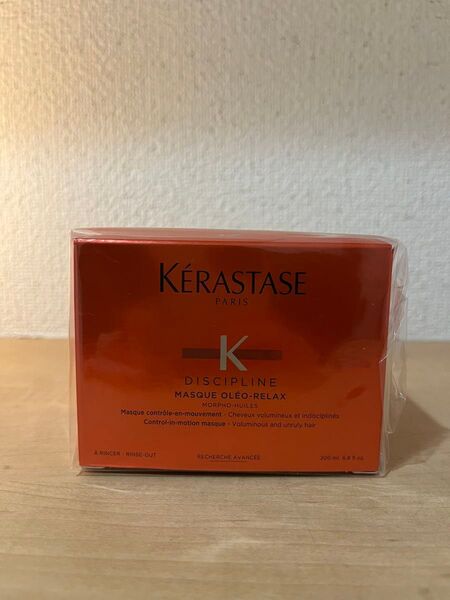 KÉRASTASE
PARIS
K
DISCIPLINE
MASQUE OLÉO-RELAX
MORPHO-HUILES
Masque contrôle-en-mouvement · Cheveux volumineux et indisciplinés
Control-in-motion masque · Voluminous and unruly hair
À RINCER · RINSE-OUT
RECHERCHE AVANCÉE
200 ml 6.8 fl oz